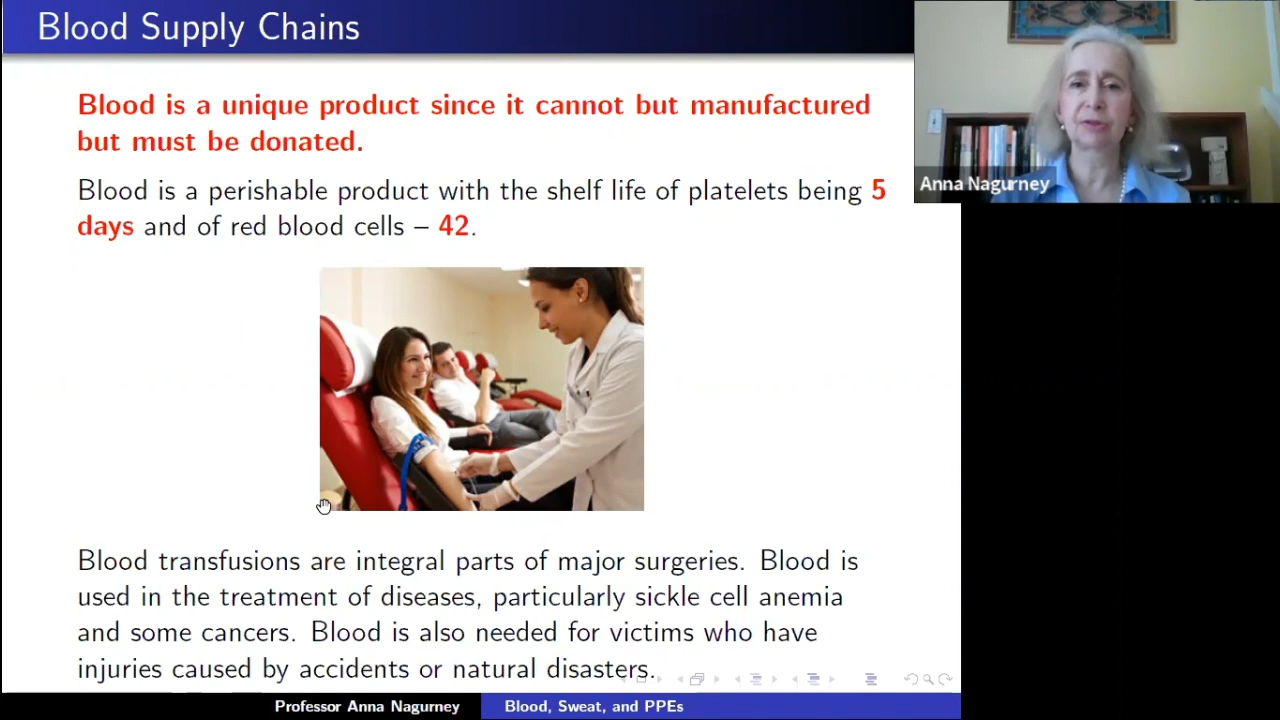 Blood Supply Chains
Blood is a unique product since it cannot but manufactured
but must be donated.
Blood is a perishable product with the shelf life of platelets being 5
days and of red blood cells – 42.
Anna Nagurney
Blood transfusions are integral parts of major surgeries. Blood is
used in the treatment of diseases, particularly sickle cell anemia
and some cancers. Blood is also needed for victims who have
injuries caused by accidents or natural disasters.
Professor Anna Nagurney
Blood, Sweat, and PPEs